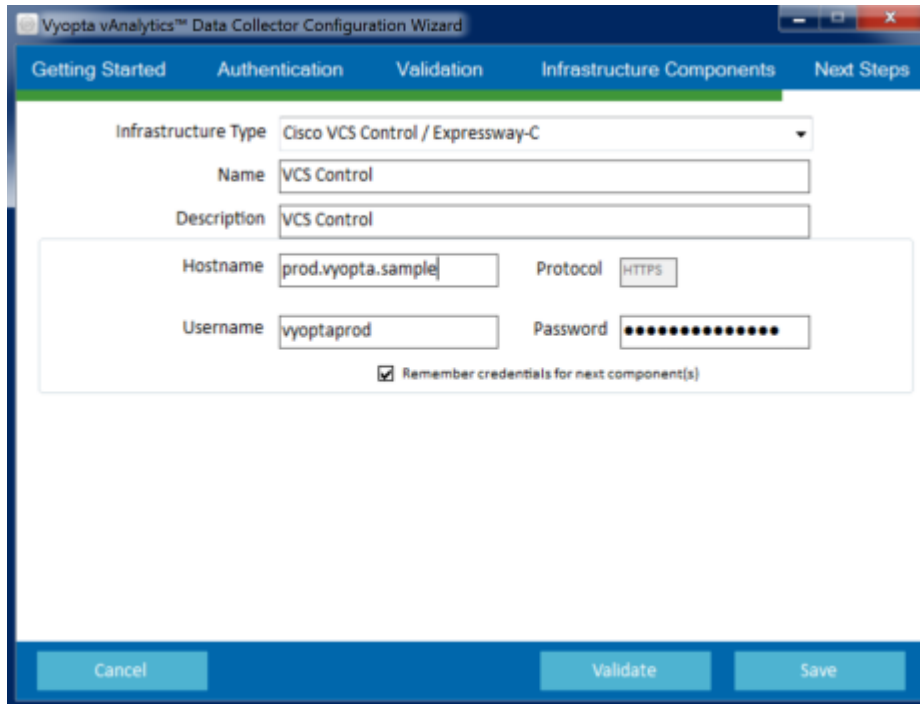 Vyopta vAnalytics™ Data Collector Configuration Wizard
Getting Started Authentication Validation Infrastructure Components Next Steps
Infrastructure Type Cisco VCS Control / Expressway-C
Name VCS Control
Description VCS Control
Hostname prod.vyopta.sample Protocol HTTPS
Username vyoptaprod Password ●●●●●●●●●●●●●●
Remember credentials for next component(s)
Cancel Validate Save